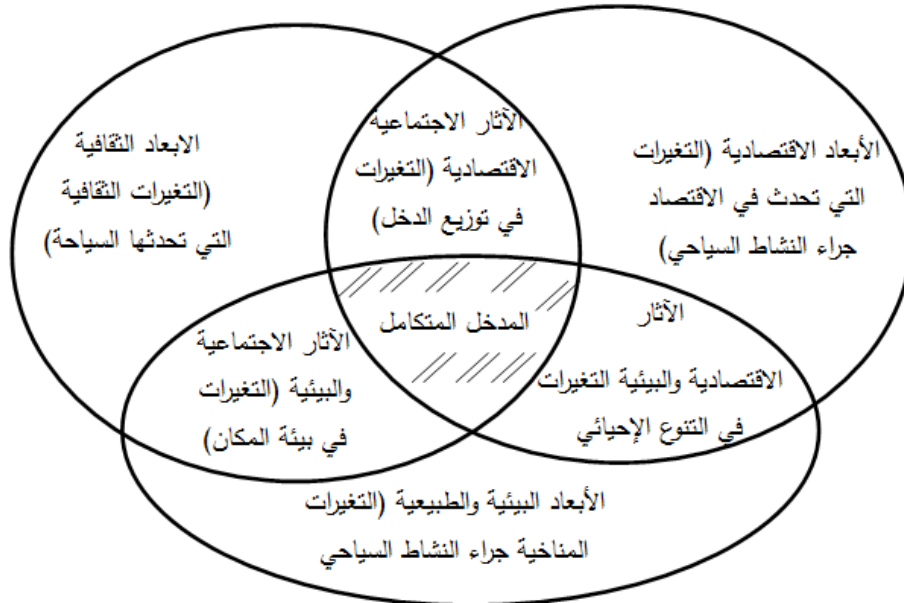 الآثار الاجتماعية
الاقتصادية (التغيرات
في توزيع الدخل)
الأبعاد الاقتصادية (التغيرات
التي تحدث في الاقتصاد
جراء النشاط السياحي)
الابعاد الثقافية
(التغيرات الثقافية
التي تحدثها السياحة)
المدخل المتكامل
الآثار
الاقتصادية والبيئية التغيرات
في التنوع الإحيائي
الآثار الاجتماعية
والبيئية (التغيرات
في بيئة المكان)
الأبعاد البيئية والطبيعية (التغيرات
المناخية جراء النشاط السياحي